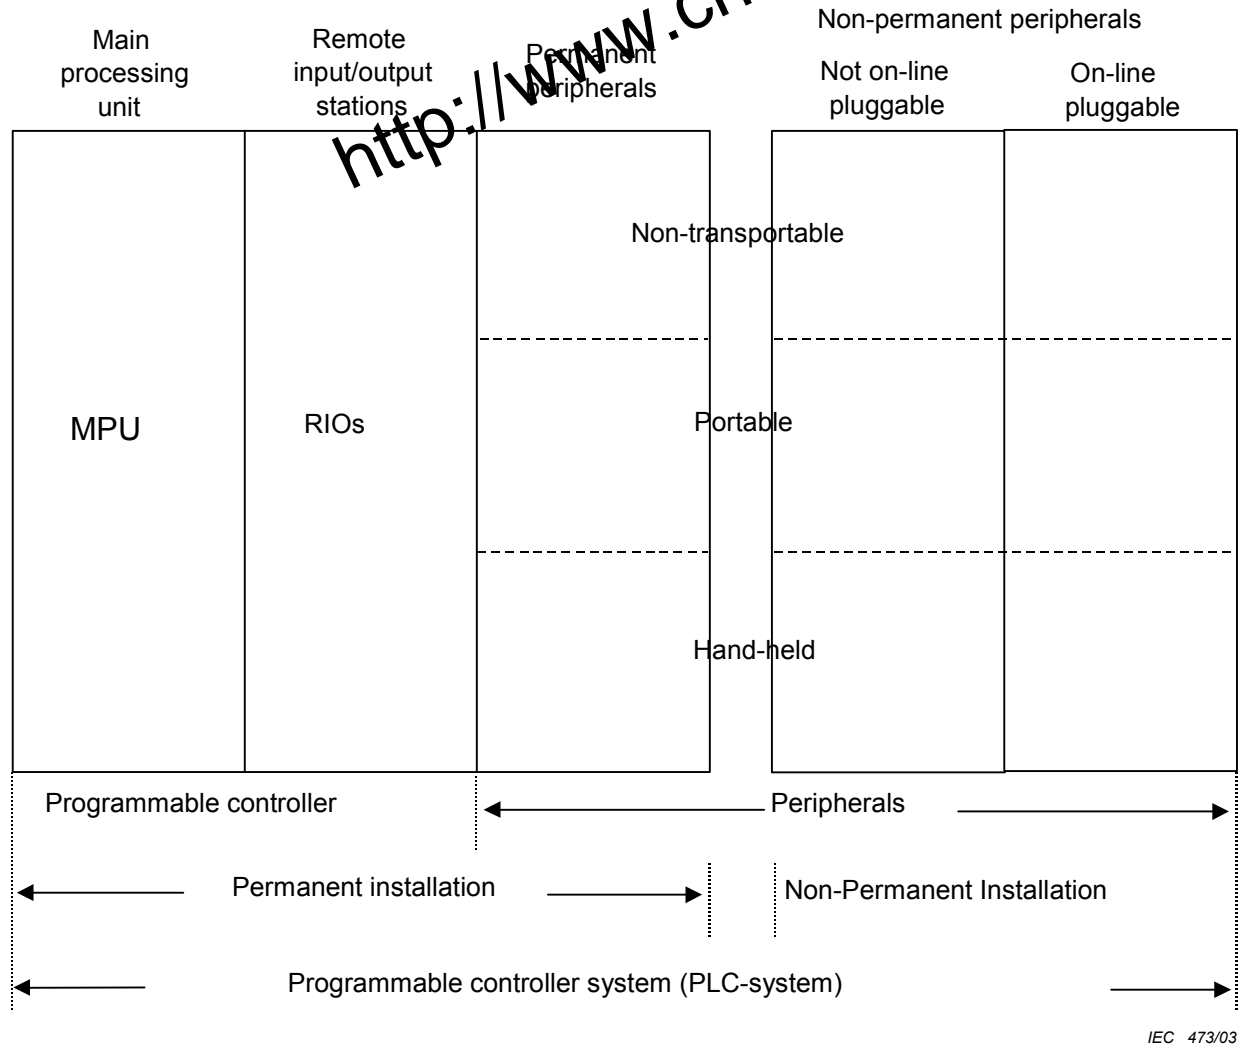 Non-permanent peripherals
Main
processing
unit
Remote
input/output
stations
Permanent
peripherals
Not on-line
pluggable
On-line
pluggable
http://www.cn
Non-transportable
MPU
RIOs
Portable
Hand-held
Programmable controller
Peripherals
Permanent installation
Non-Permanent Installation
Programmable controller system (PLC-system)
IEC 473/03